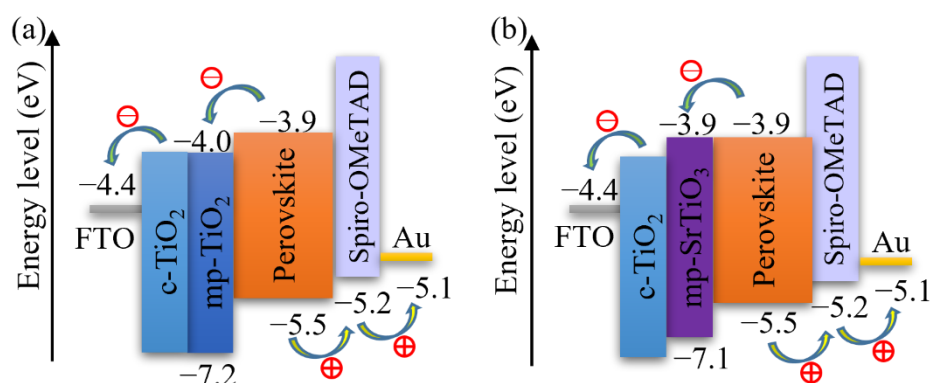 (a)
Energy level (eV)
−4.4
FTO
c-TiO₂
−4.0
mp-TiO₂
−7.2
−3.9
Perovskite
−5.5
Spiro-OMeTAD
−5.2
Au
−5.1
(b)
Energy level (eV)
−4.4
FTO
c-TiO₂
−3.9
mp-SrTiO₃
−7.1
−3.9
Perovskite
−5.5
Spiro-OMeTAD
−5.2
Au
−5.1